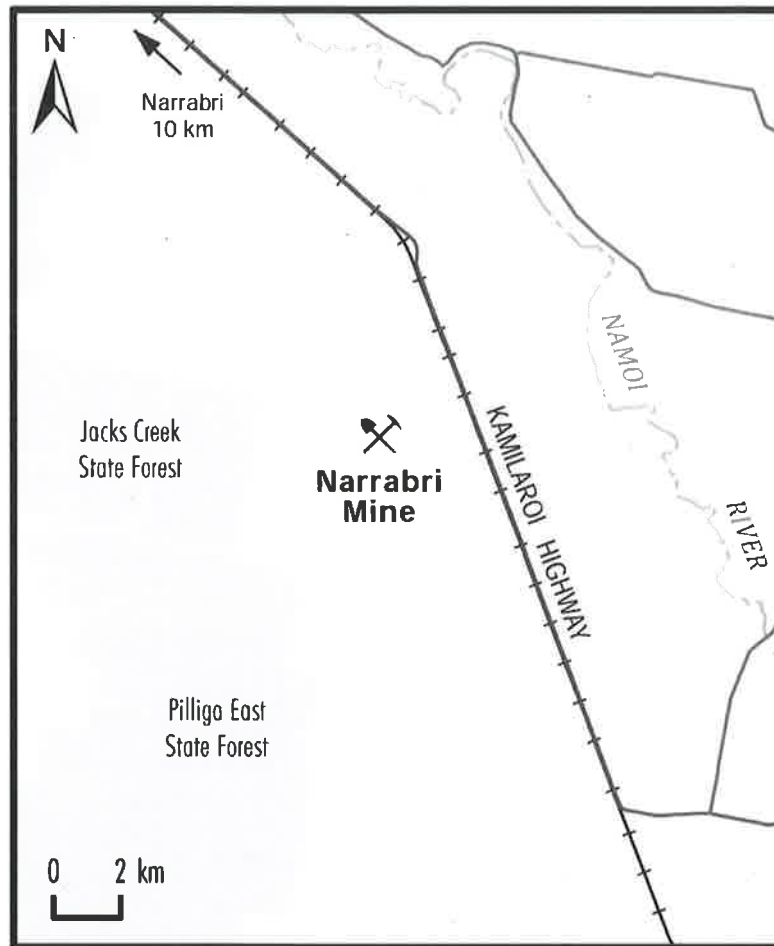 N
Narrabri
10 km
NAMOI
Jacks Creek
State Forest
Narrabri
Mine
KAMILAROI HIGHWAY
RIVER
Pilliga East
State Forest
0 2 km